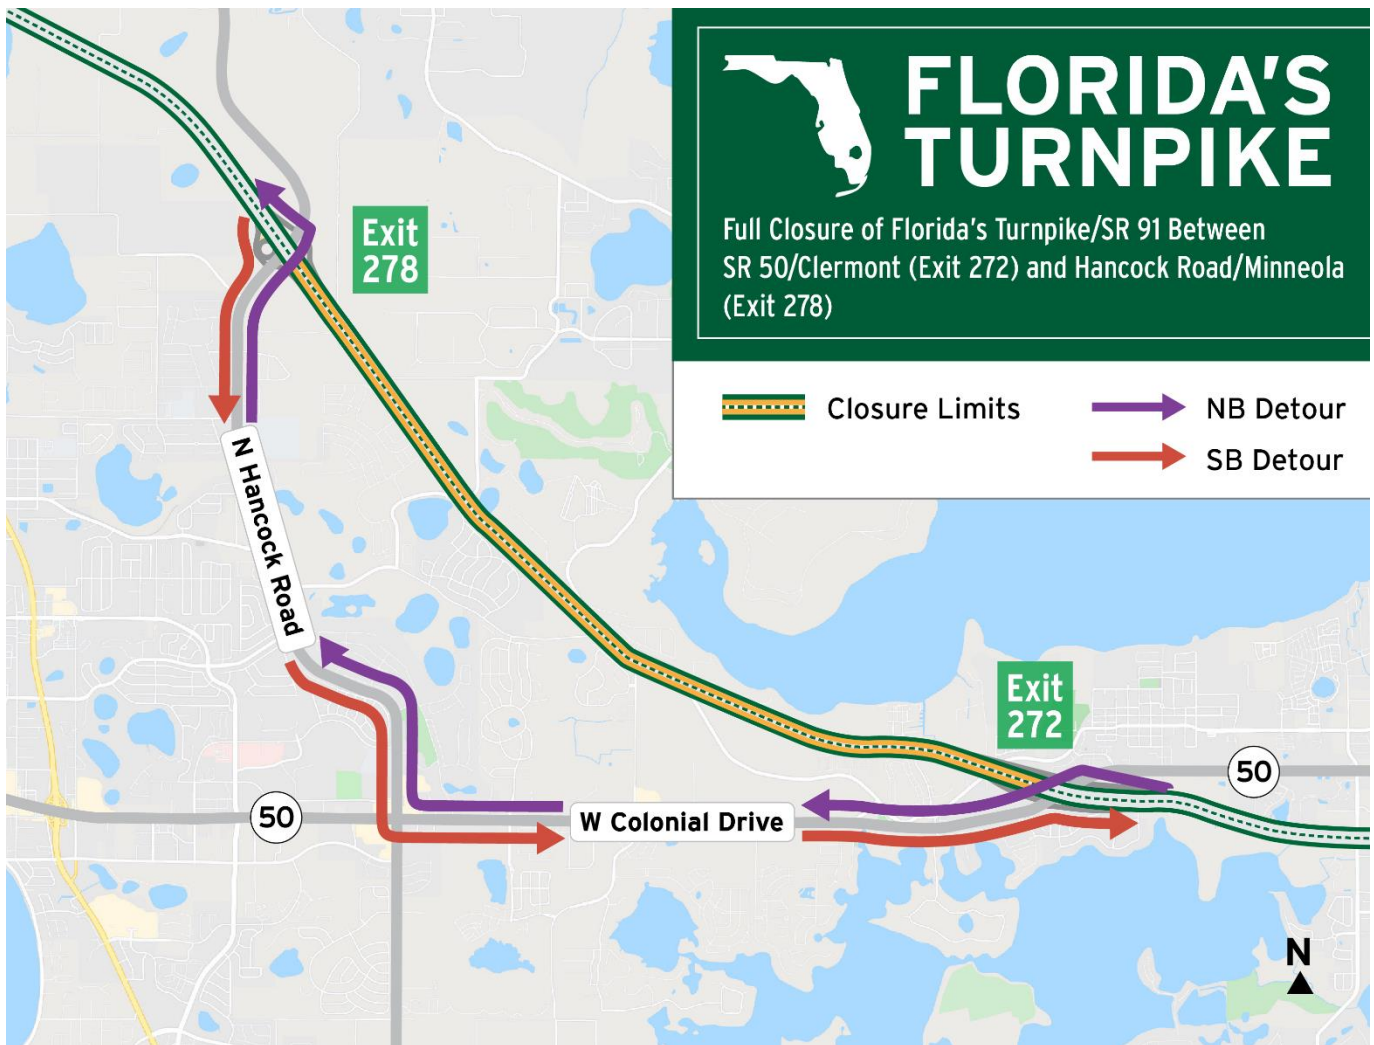 FLORIDA'S
TURNPIKE
Full Closure of Florida's Turnpike/SR 91 Between
SR 50/Clermont (Exit 272) and Hancock Road/Minneola
(Exit 278)
Closure Limits
NB Detour
SB Detour
Exit
278
N Hancock Road
Exit
272
50
50
W Colonial Drive
N